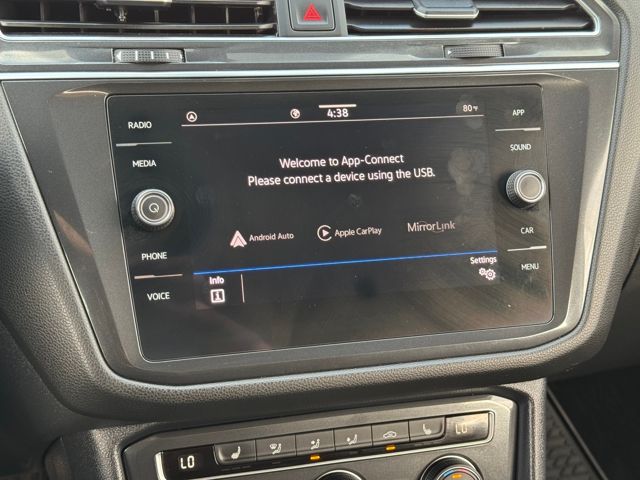 RADIO
MEDIA
PHONE
VOICE
4:38
80°F
Welcome to App-Connect
Please connect a device using the USB.
Android Auto
Apple CarPlay
MirrorLink
Info
Settings
APP
SOUND
CAR
MENU
LO
LO